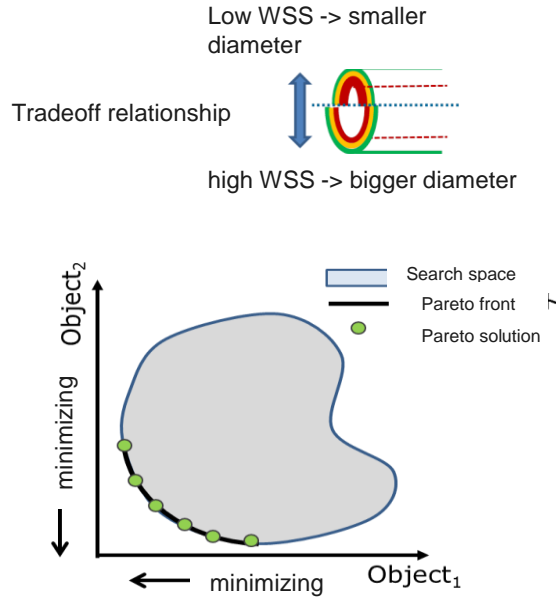 Low WSS -> smaller
diameter
Tradeoff relationship
high WSS -> bigger diameter
Search space
Pareto front
Pareto solution
Object2
minimizing
minimizing
Object1